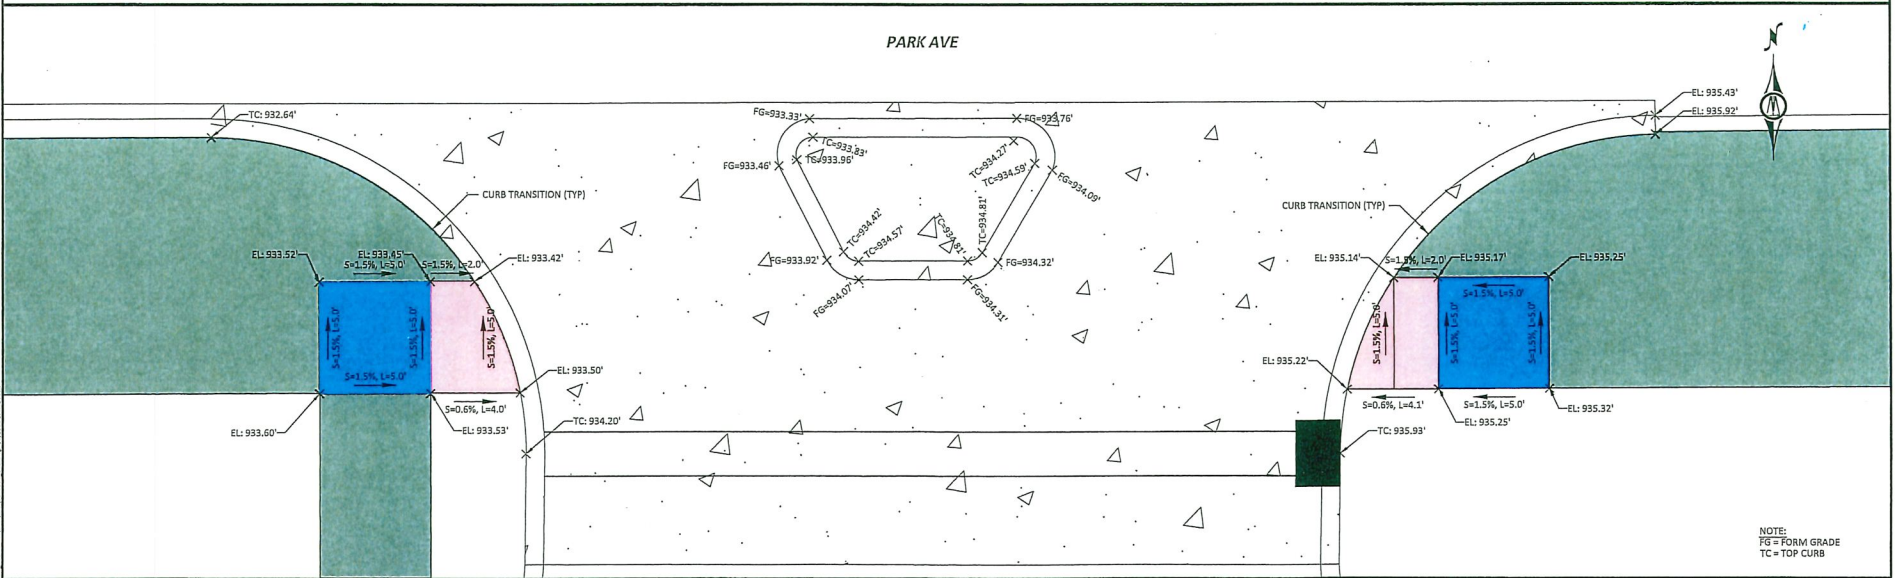 PARK AVE
N
TC: 932.64'
CURB TRANSITION (TYP)
EL: 933.52'
EL: 933.45'
S=1.5%, L=5.0'
S=1.5%, L=2.0'
EL: 933.42'
S=1.5%, L=5.0'
S=1.5%, L=5.0'
S=1.5%, L=5.0'
S=1.5%, L=5.0'
EL: 933.50'
S=0.6%, L=4.0'
EL: 933.60'
EL: 933.53'
TC: 934.20'
FG=933.33'
FG=933.76'
TC=933.83'
TC=933.96'
FG=933.46'
TC=934.27'
TC=934.59'
FG=934.09'
TC=934.42'
TC=934.57'
TC=934.81'
TC=934.81'
FG=933.92'
FG=934.32'
FG=934.07'
FG=934.31'
EL: 935.43'
EL: 935.92'
CURB TRANSITION (TYP)
EL: 935.14'
S=1.5%, L=2.0'
EL: 935.17'
EL: 935.25'
S=1.5%, L=5.0'
S=1.5%, L=5.0'
S=1.5%, L=5.0'
S=1.5%, L=5.0'
EL: 935.22'
S=0.6%, L=4.1'
S=1.5%, L=5.0'
EL: 935.32'
EL: 935.25'
TC: 935.93'
NOTE:
FG = FORM GRADE
TC = TOP CURB